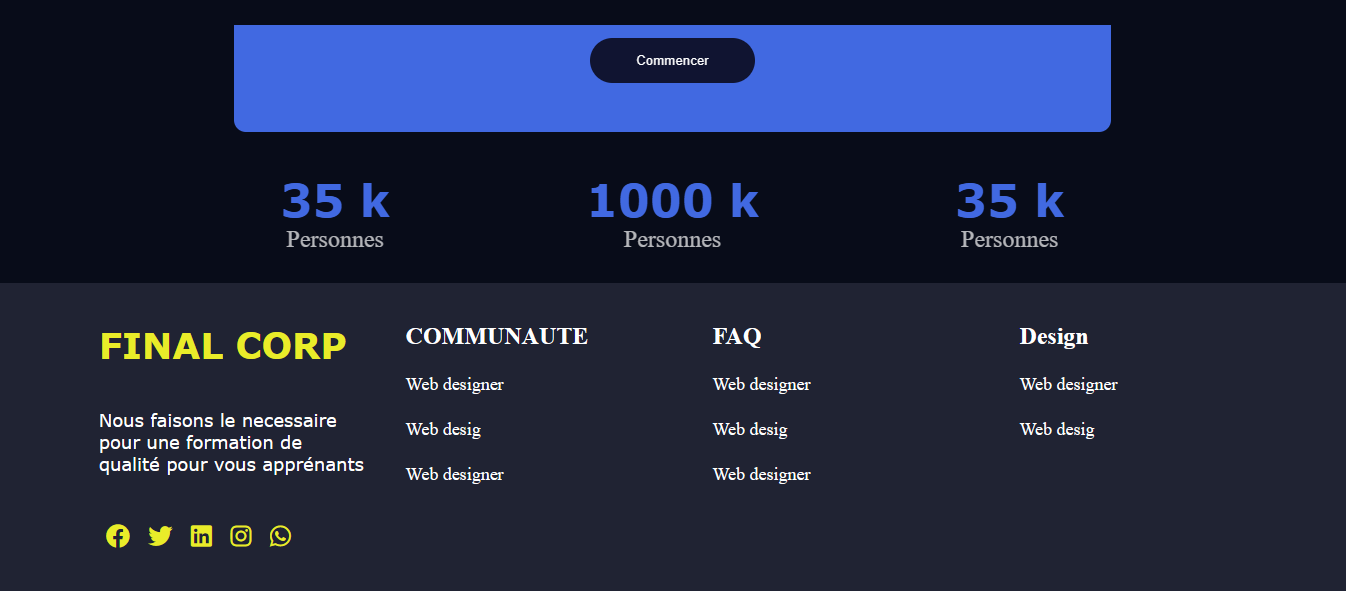 Commencer
35 k
Personnes
1000 k
Personnes
35 k
Personnes
FINAL CORP
Nous faisons le necessaire
pour une formation de
qualité pour vous apprénants
COMMUNAUTE
Web designer
Web desig
Web designer
FAQ
Web designer
Web desig
Web designer
Design
Web designer
Web desig